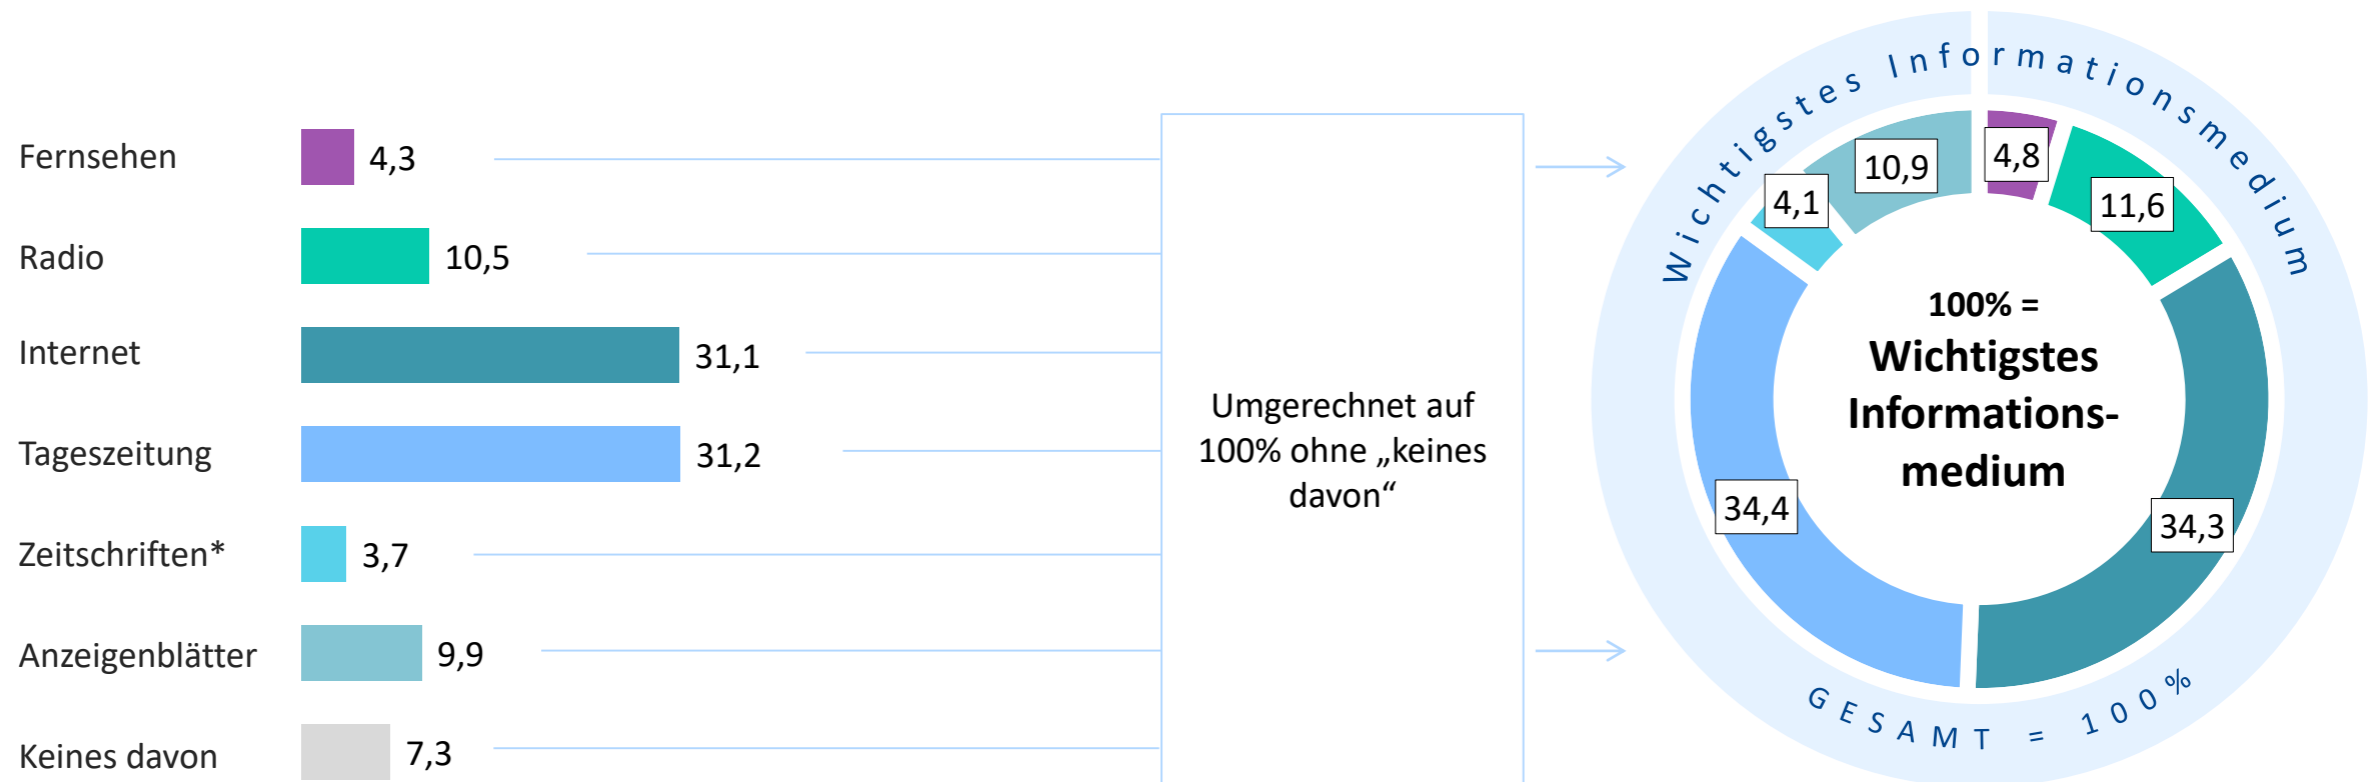 Fernsehen 4,3
Radio 10,5
Internet 31,1
Tageszeitung 31,2
Zeitschriften* 3,7
Anzeigenblätter 9,9
Keines davon 7,3
Umgerechnet auf
100% ohne „keines
davon“
Wichtigstes Informationsmedium
10,9
4,8
4,1
11,6
34,4
34,3
100% =
Wichtigstes
Informations-
medium
GESAMT = 100%